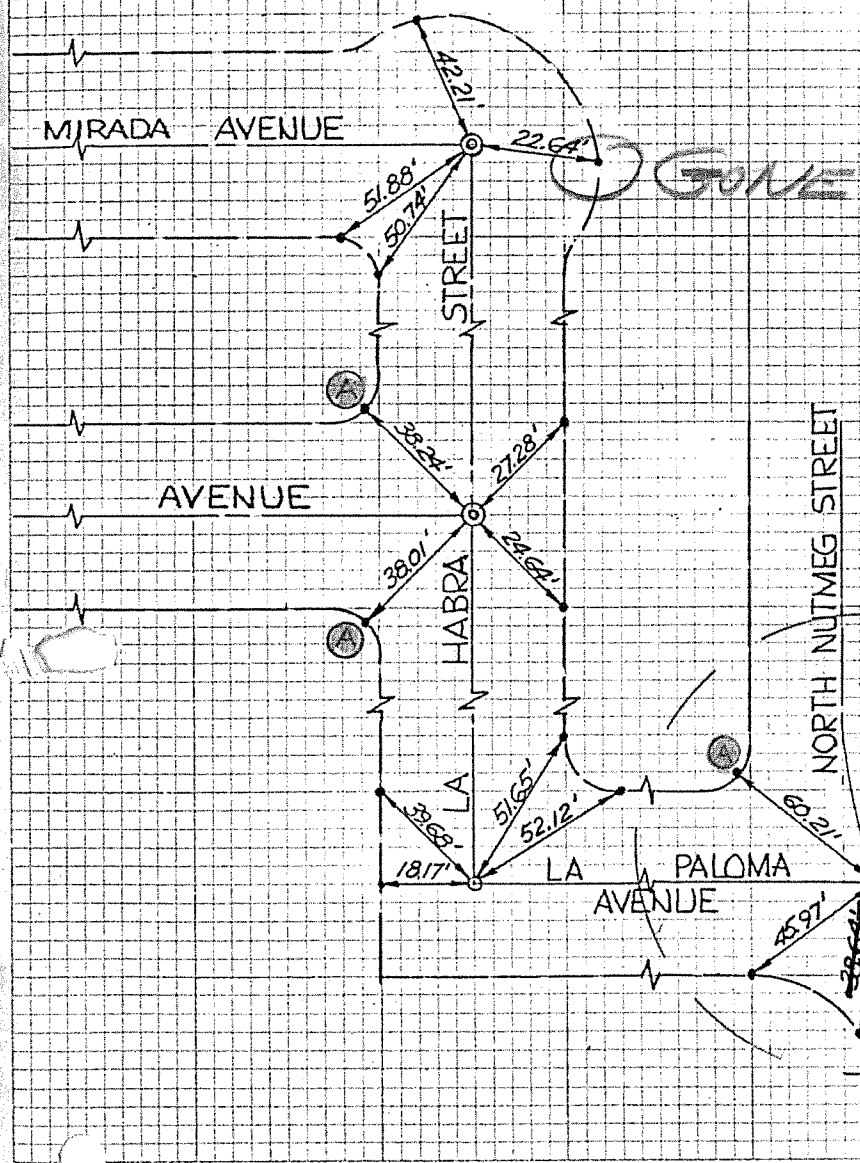 42.21'
MIRADA AVENUE
22.64'
GONE
51.88'
50.74'
STREET
A
38.24'
27.28'
AVENUE
NORTH NUTMEG STREET
38.01'
24.64'
HABRA
A
A
LA
51.65'
52.12'
60.21'
39.68'
18.17'
LA PALOMA
AVENUE
45.97'